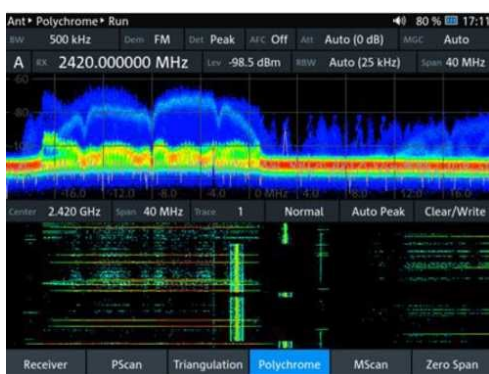 Ant▸ Polychrome▸ Run 80 % 17:11
BW 500 kHz Dem FM Det Peak AFC Off Att Auto (0 dB) MGC Auto
A RX 2420.000000 MHz Lev -98.5 dBm RBW Auto (25 kHz) Span 40 MHz
-60
-80
-100
-16.0 -12.0 -8.0 -4.0 0 MHz 4.0 8.0 12.0 16.0
Center 2.420 GHz Span 40 MHz Trace 1 Normal Auto Peak Clear/Write
Receiver PScan Triangulation Polychrome MScan Zero Span